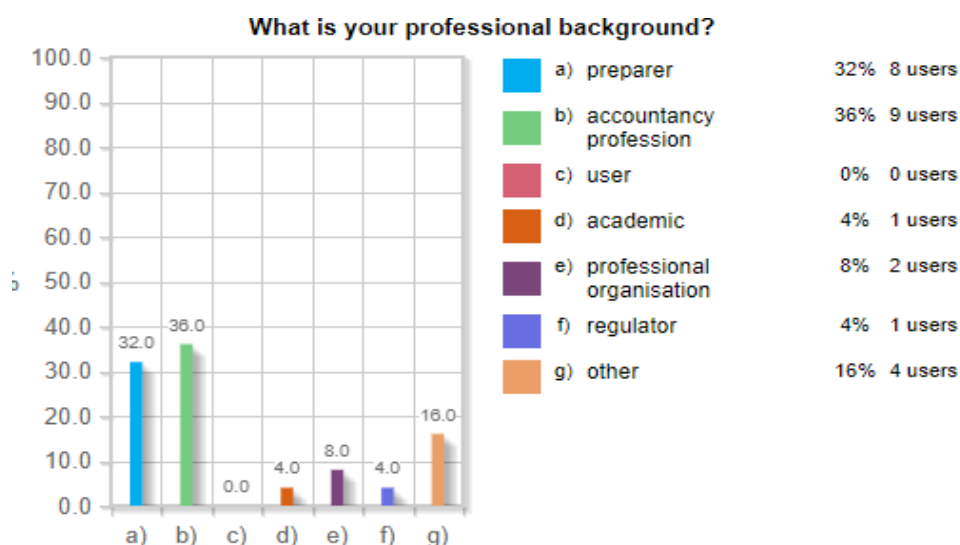 What is your professional background?
100.0
90.0
80.0
70.0
60.0
50.0
40.0
30.0
20.0
10.0
0.0
%
32.0
36.0
0.0
4.0
8.0
4.0
16.0
a) b) c) d) e) f) g)
a) preparer 32% 8 users
b) accountancy 36% 9 users
profession
c) user 0% 0 users
d) academic 4% 1 users
e) professional 8% 2 users
organisation
f) regulator 4% 1 users
g) other 16% 4 users